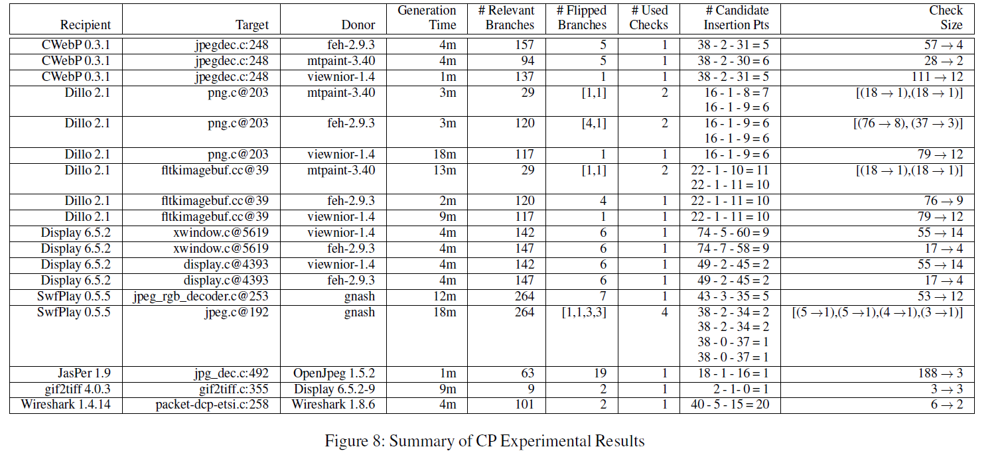 Recipient Target Donor Generation Time # Relevant Branches # Flipped Branches # Used Checks # Candidate Insertion Pts Check Size
CWebP 0.3.1 jpegdec.c:248 feh-2.9.3 4m 157 5 1 38 - 2 - 31 = 5 57 → 4
CWebP 0.3.1 jpegdec.c:248 mtpaint-3.40 4m 94 5 1 38 - 2 - 30 = 6 28 → 2
CWebP 0.3.1 jpegdec.c:248 viewnior-1.4 1m 137 1 1 38 - 2 - 31 = 5 111 → 12
Dillo 2.1 png.c@203 mtpaint-3.40 3m 29 [1,1] 2 16 - 1 - 8 = 7 [(18 → 1),(18 → 1)]
16 - 1 - 9 = 6
Dillo 2.1 png.c@203 feh-2.9.3 3m 120 [4,1] 2 16 - 1 - 9 = 6 [(76 → 8), (37 → 3)]
16 - 1 - 9 = 6
Dillo 2.1 png.c@203 viewnior-1.4 18m 117 1 1 16 - 1 - 9 = 6 79 → 12
Dillo 2.1 fltkimagebuf.cc@39 mtpaint-3.40 13m 29 [1,1] 2 22 - 1 - 10 = 11 [(18 → 1),(18 → 1)]
22 - 1 - 11 = 10
Dillo 2.1 fltkimagebuf.cc@39 feh-2.9.3 2m 120 4 1 22 - 1 - 11 = 10 76 → 9
Dillo 2.1 fltkimagebuf.cc@39 viewnior-1.4 9m 117 1 1 22 - 1 - 11 = 10 79 → 12
Display 6.5.2 xwindow.c@5619 viewnior-1.4 4m 142 6 1 74 - 5 - 60 = 9 55 → 14
Display 6.5.2 xwindow.c@5619 feh-2.9.3 4m 147 6 1 74 - 7 - 58 = 9 17 → 4
Display 6.5.2 display.c@4393 viewnior-1.4 4m 142 6 1 49 - 2 - 45 = 2 55 → 14
Display 6.5.2 display.c@4393 feh-2.9.3 4m 147 6 1 49 - 2 - 45 = 2 17 → 4
SwfPlay 0.5.5 jpeg_rgb_decoder.c@253 gnash 12m 264 7 1 43 - 3 - 35 = 5 53 → 12
SwfPlay 0.5.5 jpeg.c@192 gnash 18m 264 [1,1,3,3] 4 38 - 2 - 34 = 2 [(5 →1),(5 →1),(4 →1),(3 →1)]
38 - 2 - 34 = 2
38 - 0 - 37 = 1
38 - 0 - 37 = 1
JasPer 1.9 jpg_dec.c:492 OpenJpeg 1.5.2 1m 63 19 1 18 - 1 - 16 = 1 188 → 3
gif2tiff 4.0.3 gif2tiff.c:355 Display 6.5.2-9 9m 9 2 1 2 - 1- 0 = 1 3 → 3
Wireshark 1.4.14 packet-dcp-etsi.c:258 Wireshark 1.8.6 4m 101 2 1 40 - 5 - 15 = 20 6 → 2
Figure 8: Summary of CP Experimental Results